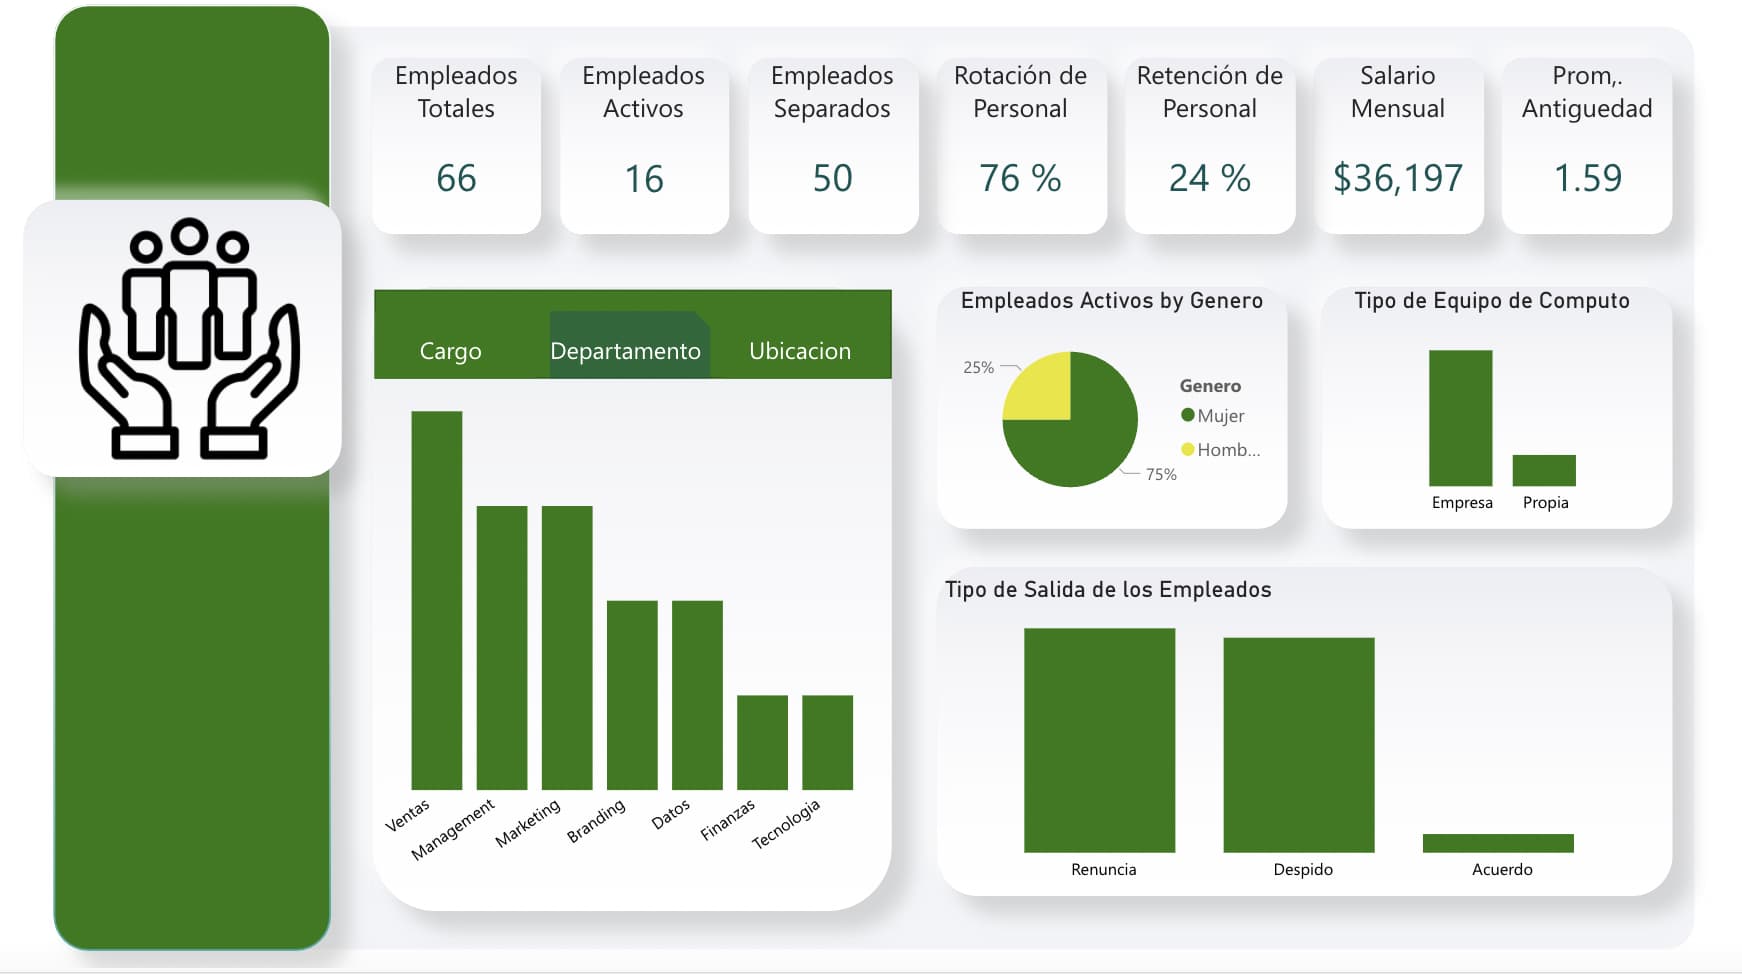 Empleados
Totales
66
Empleados
Activos
16
Empleados
Separados
50
Rotación de
Personal
76 %
Retención de
Personal
24 %
Salario
Mensual
$36,197
Prom,.
Antiguedad
1.59
Cargo
Departamento
Ubicacion
Ventas
Management
Marketing
Branding
Datos
Finanzas
Tecnologia
Empleados Activos by Genero
25%
75%
Genero
Mujer
Homb...
Tipo de Equipo de Computo
Empresa
Propia
Tipo de Salida de los Empleados
Renuncia
Despido
Acuerdo